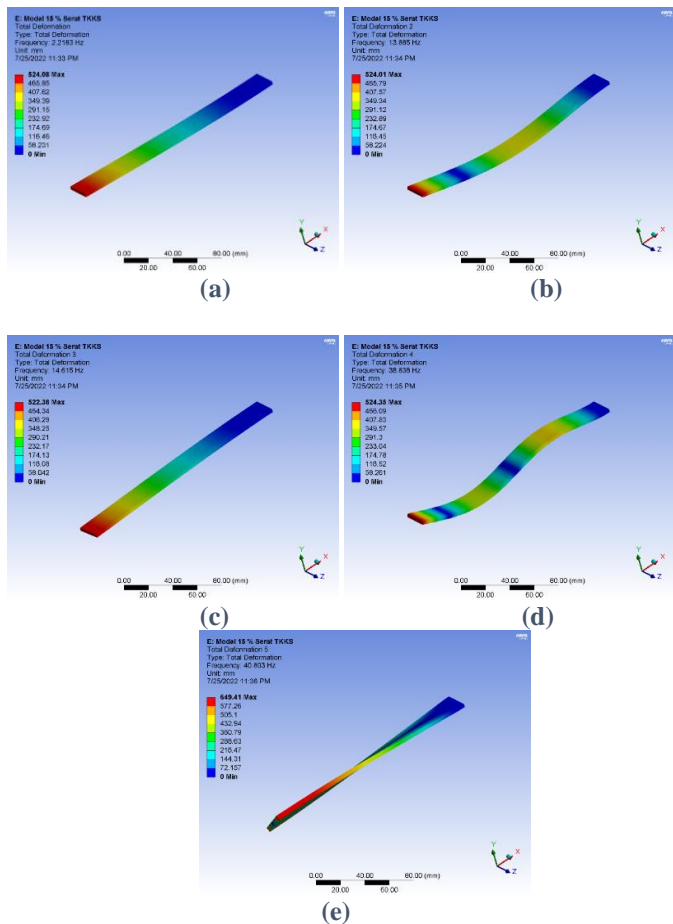 E: Modal 15 % Serat TKKS
Total Deformation
Type: Total Deformation
Frequency: 2.2183 Hz
Unit: mm
7/25/2022 11:33 PM
524.08 Max
465.85
407.62
349.39
291.15
232.92
174.69
116.46
58.231
0 Min
Y
X
Z
0.00 40.00 80.00 (mm)
20.00 60.00
(a)
E: Modal 15 % Serat TKKS
Total Deformation 2
Type: Total Deformation
Frequency: 13.885 Hz
Unit: mm
7/25/2022 11:34 PM
524.01 Max
465.79
407.57
349.34
291.12
232.89
174.67
116.45
58.224
0 Min
Y
X
Z
0.00 40.00 80.00 (mm)
20.00 60.00
(b)
E: Modal 15 % Serat TKKS
Total Deformation 3
Type: Total Deformation
Frequency: 14.615 Hz
Unit: mm
7/25/2022 11:34 PM
522.38 Max
464.34
406.29
348.25
290.21
232.17
174.13
116.08
58.042
0 Min
Y
X
Z
0.00 40.00 80.00 (mm)
20.00 60.00
(c)
E: Modal 15 % Serat TKKS
Total Deformation 4
Type: Total Deformation
Frequency: 38.838 Hz
Unit: mm
7/25/2022 11:35 PM
524.35 Max
466.09
407.83
349.57
291.3
233.04
174.78
116.52
58.261
0 Min
Y
X
Z
0.00 40.00 80.00 (mm)
20.00 60.00
(d)
E: Modal 15 % Serat TKKS
Total Deformation 5
Type: Total Deformation
Frequency: 40.803 Hz
Unit: mm
7/25/2022 11:36 PM
649.41 Max
577.26
505.1
432.94
360.79
288.63
216.47
144.31
72.157
0 Min
Y
X
Z
0.00 40.00 80.00 (mm)
20.00 60.00
(e)